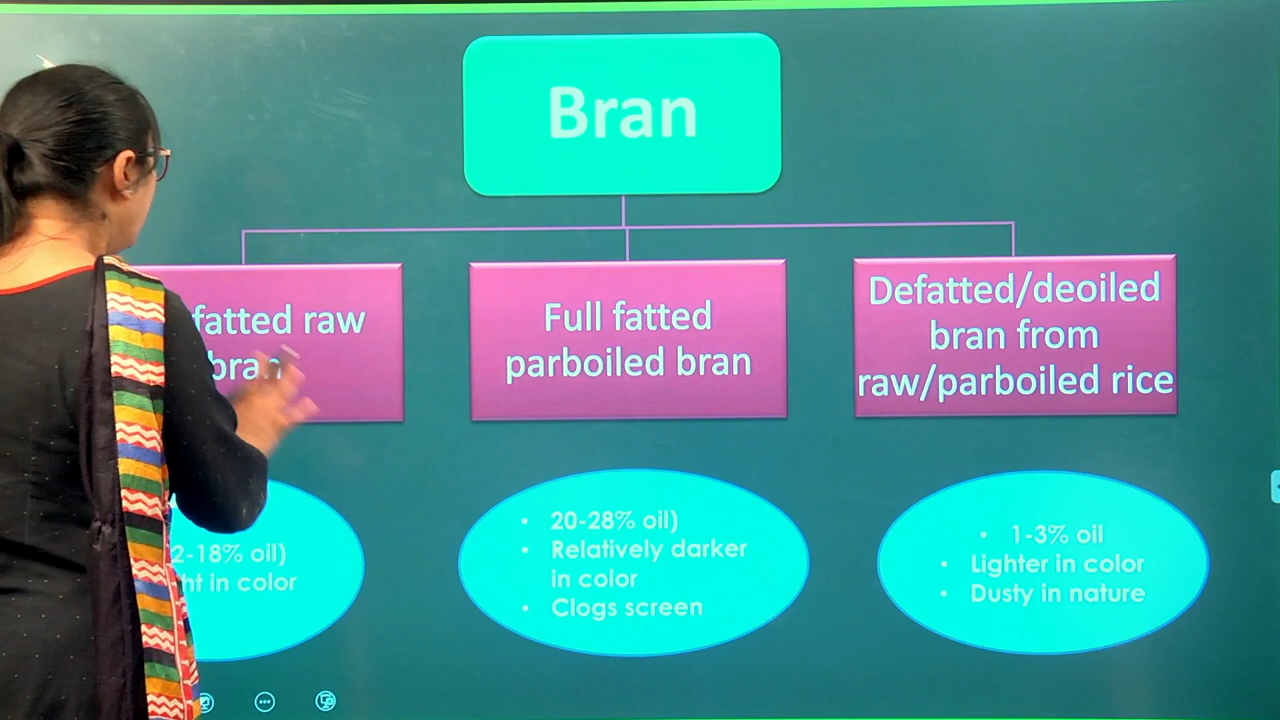 Bran
fatted raw
bran
Full fatted
parboiled bran
Defatted/deoiled
bran from
raw/parboiled rice
2-18% oil)
ht in color
• 20-28% oil)
• Relatively darker
in color
• Clogs screen
• 1-3% oil
• Lighter in color
• Dusty in nature